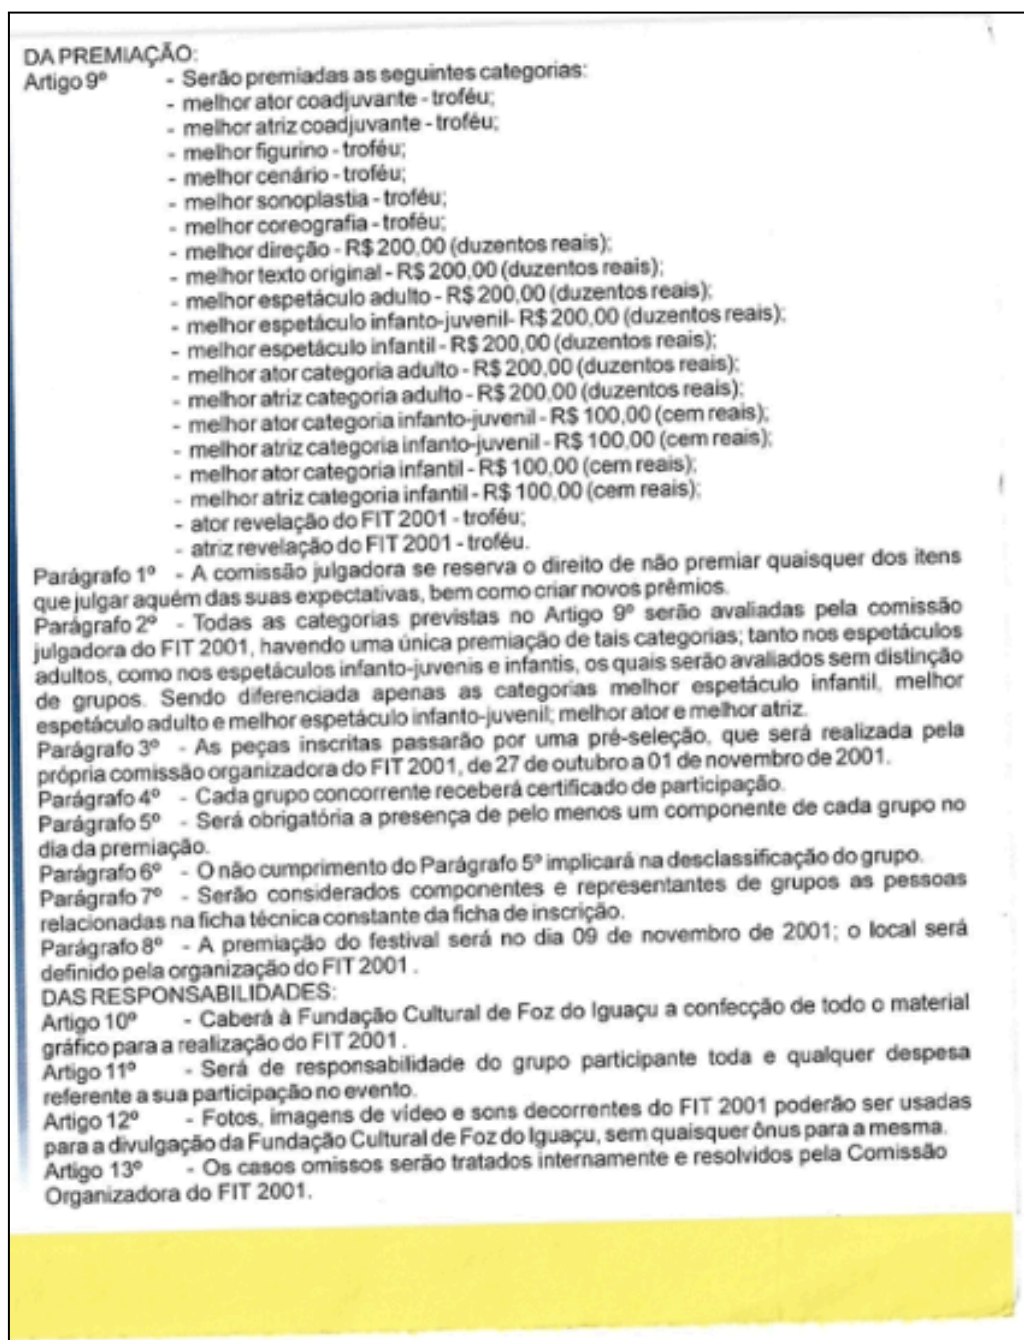 DA PREMIAÇÃO:
Artigo 9º - Serão premiadas as seguintes categorias:
- melhor ator coadjuvante - troféu;
- melhor atriz coadjuvante - troféu;
- melhor figurino - troféu;
- melhor cenário - troféu;
- melhor sonoplastia - troféu;
- melhor coreografia - troféu;
- melhor direção - R$ 200,00 (duzentos reais);
- melhor texto original - R$ 200,00 (duzentos reais);
- melhor espetáculo adulto - R$ 200,00 (duzentos reais);
- melhor espetáculo infanto-juvenil- R$ 200,00 (duzentos reais);
- melhor espetáculo infantil - R$ 200,00 (duzentos reais);
- melhor ator categoria adulto - R$ 200,00 (duzentos reais);
- melhor atriz categoria adulto - R$ 200,00 (duzentos reais);
- melhor ator categoria infanto-juvenil - R$ 100,00 (cem reais);
- melhor atriz categoria infanto-juvenil - R$ 100,00 (cem reais);
- melhor ator categoria infantil - R$ 100,00 (cem reais);
- melhor atriz categoria infantil - R$ 100,00 (cem reais);
- ator revelação do FIT 2001 - troféu;
- atriz revelação do FIT 2001 - troféu.
Parágrafo 1º - A comissão julgadora se reserva o direito de não premiar quaisquer dos itens
que julgar aquém das suas expectativas, bem como criar novos prêmios.
Parágrafo 2º - Todas as categorias previstas no Artigo 9º serão avaliadas pela comissão
julgadora do FIT 2001, havendo uma única premiação de tais categorias; tanto nos espetáculos
adultos, como nos espetáculos infanto-juvenis e infantis, os quais serão avaliados sem distinção
de grupos. Sendo diferenciada apenas as categorias melhor espetáculo infantil, melhor
espetáculo adulto e melhor espetáculo infanto-juvenil; melhor ator e melhor atriz.
Parágrafo 3º - As peças inscritas passarão por uma pré-seleção, que será realizada pela
própria comissão organizadora do FIT 2001, de 27 de outubro a 01 de novembro de 2001.
Parágrafo 4º - Cada grupo concorrente receberá certificado de participação.
Parágrafo 5º - Será obrigatória a presença de pelo menos um componente de cada grupo no
dia da premiação.
Parágrafo 6º - O não cumprimento do Parágrafo 5º implicará na desclassificação do grupo.
Parágrafo 7º - Serão considerados componentes e representantes de grupos as pessoas
relacionadas na ficha técnica constante da ficha de inscrição.
Parágrafo 8º - A premiação do festival será no dia 09 de novembro de 2001; o local será
definido pela organização do FIT 2001 .
DAS RESPONSABILIDADES:
Artigo 10º - Caberá à Fundação Cultural de Foz do Iguaçu a confecção de todo o material
gráfico para a realização do FIT 2001 .
Artigo 11º - Será de responsabilidade do grupo participante toda e qualquer despesa
referente a sua participação no evento.
Artigo 12º - Fotos, imagens de vídeo e sons decorrentes do FIT 2001 poderão ser usadas
para a divulgação da Fundação Cultural de Foz do Iguaçu, sem quaisquer ônus para a mesma.
Artigo 13º - Os casos omissos serão tratados internamente e resolvidos pela Comissão
Organizadora do FIT 2001.